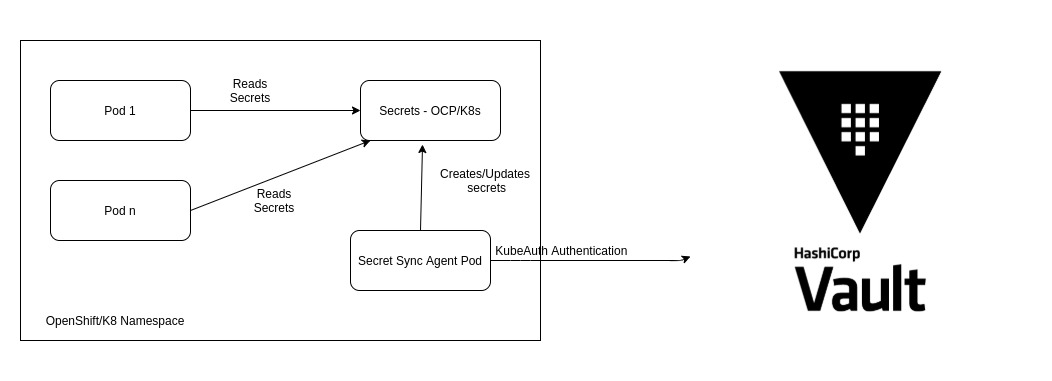 Reads
Secrets
Pod 1
Secrets - OCP/K8s
Creates/Updates
secrets
Reads
Secrets
Pod n
KubeAuth Authentication
Secret Sync Agent Pod
OpenShift/K8 Namespace
HashiCorp
Vault